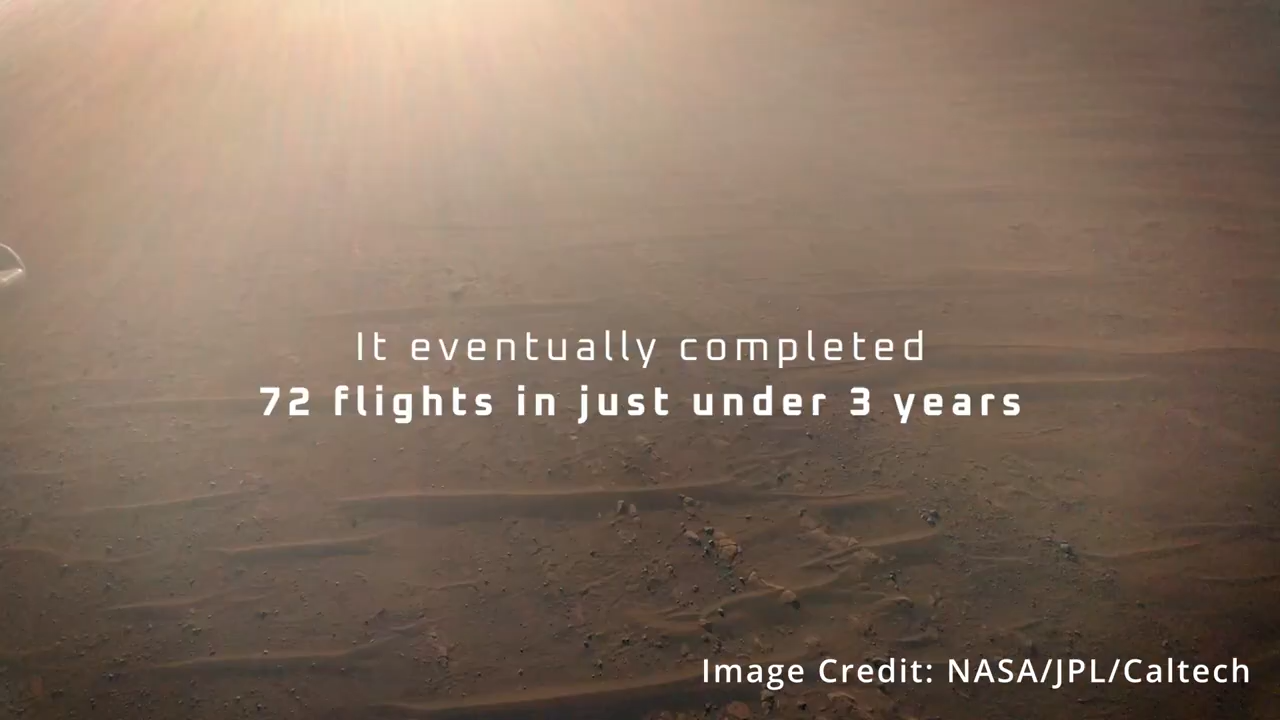 It eventually completed
72 flights in just under 3 years
Image Credit: NASA/JPL/Caltech